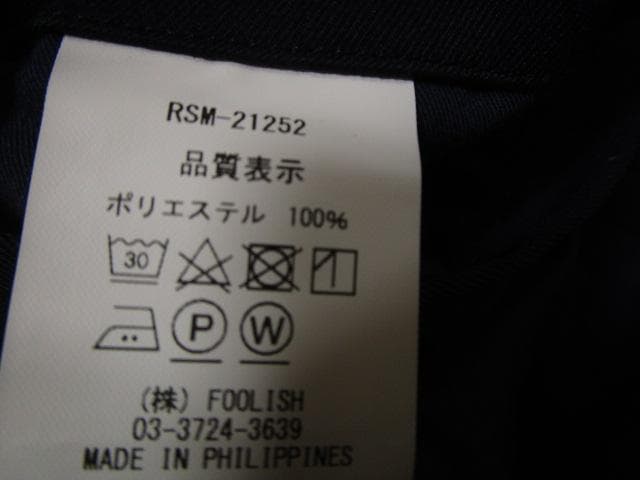 RSM-21252
品質表示
ポリエステル 100%
30
P W
(株) FOOLISH
03-3724-3639
MADE IN PHILIPPINES